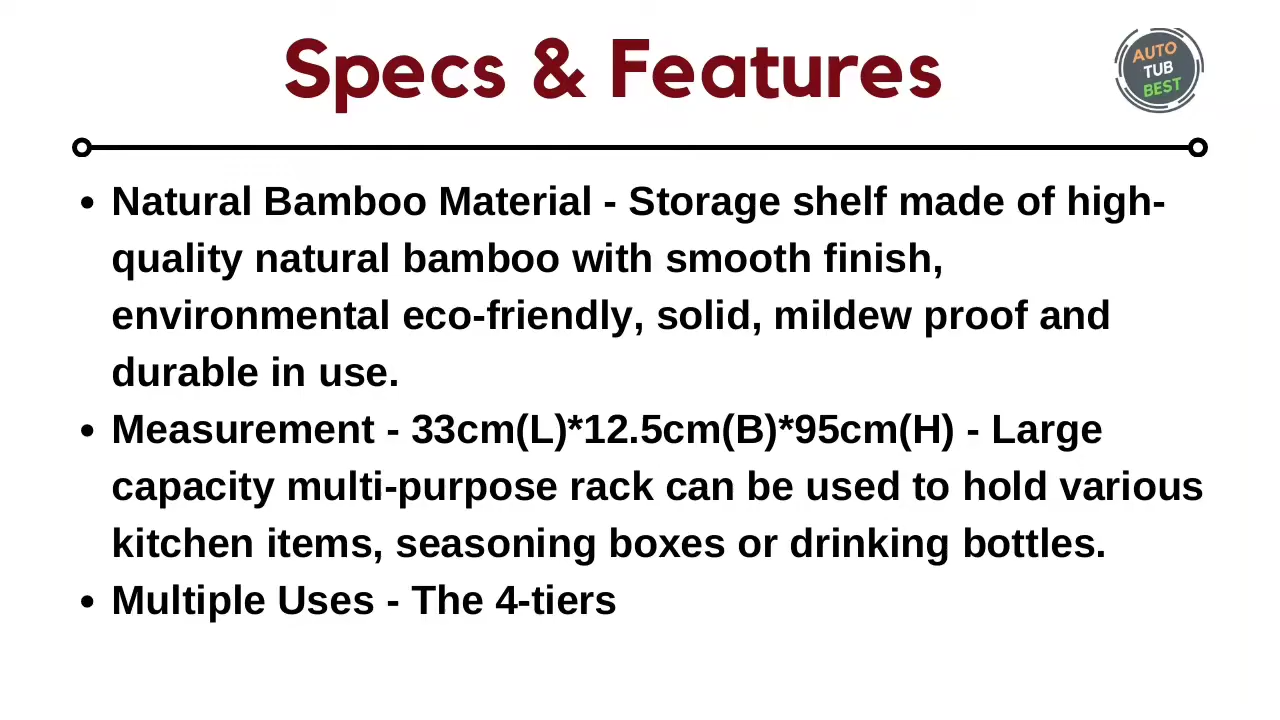 Specs & Features
AUTO
TUB
BEST
• Natural Bamboo Material - Storage shelf made of high-
quality natural bamboo with smooth finish,
environmental eco-friendly, solid, mildew proof and
durable in use.
• Measurement - 33cm(L)*12.5cm(B)*95cm(H) - Large
capacity multi-purpose rack can be used to hold various
kitchen items, seasoning boxes or drinking bottles.
• Multiple Uses - The 4-tiers